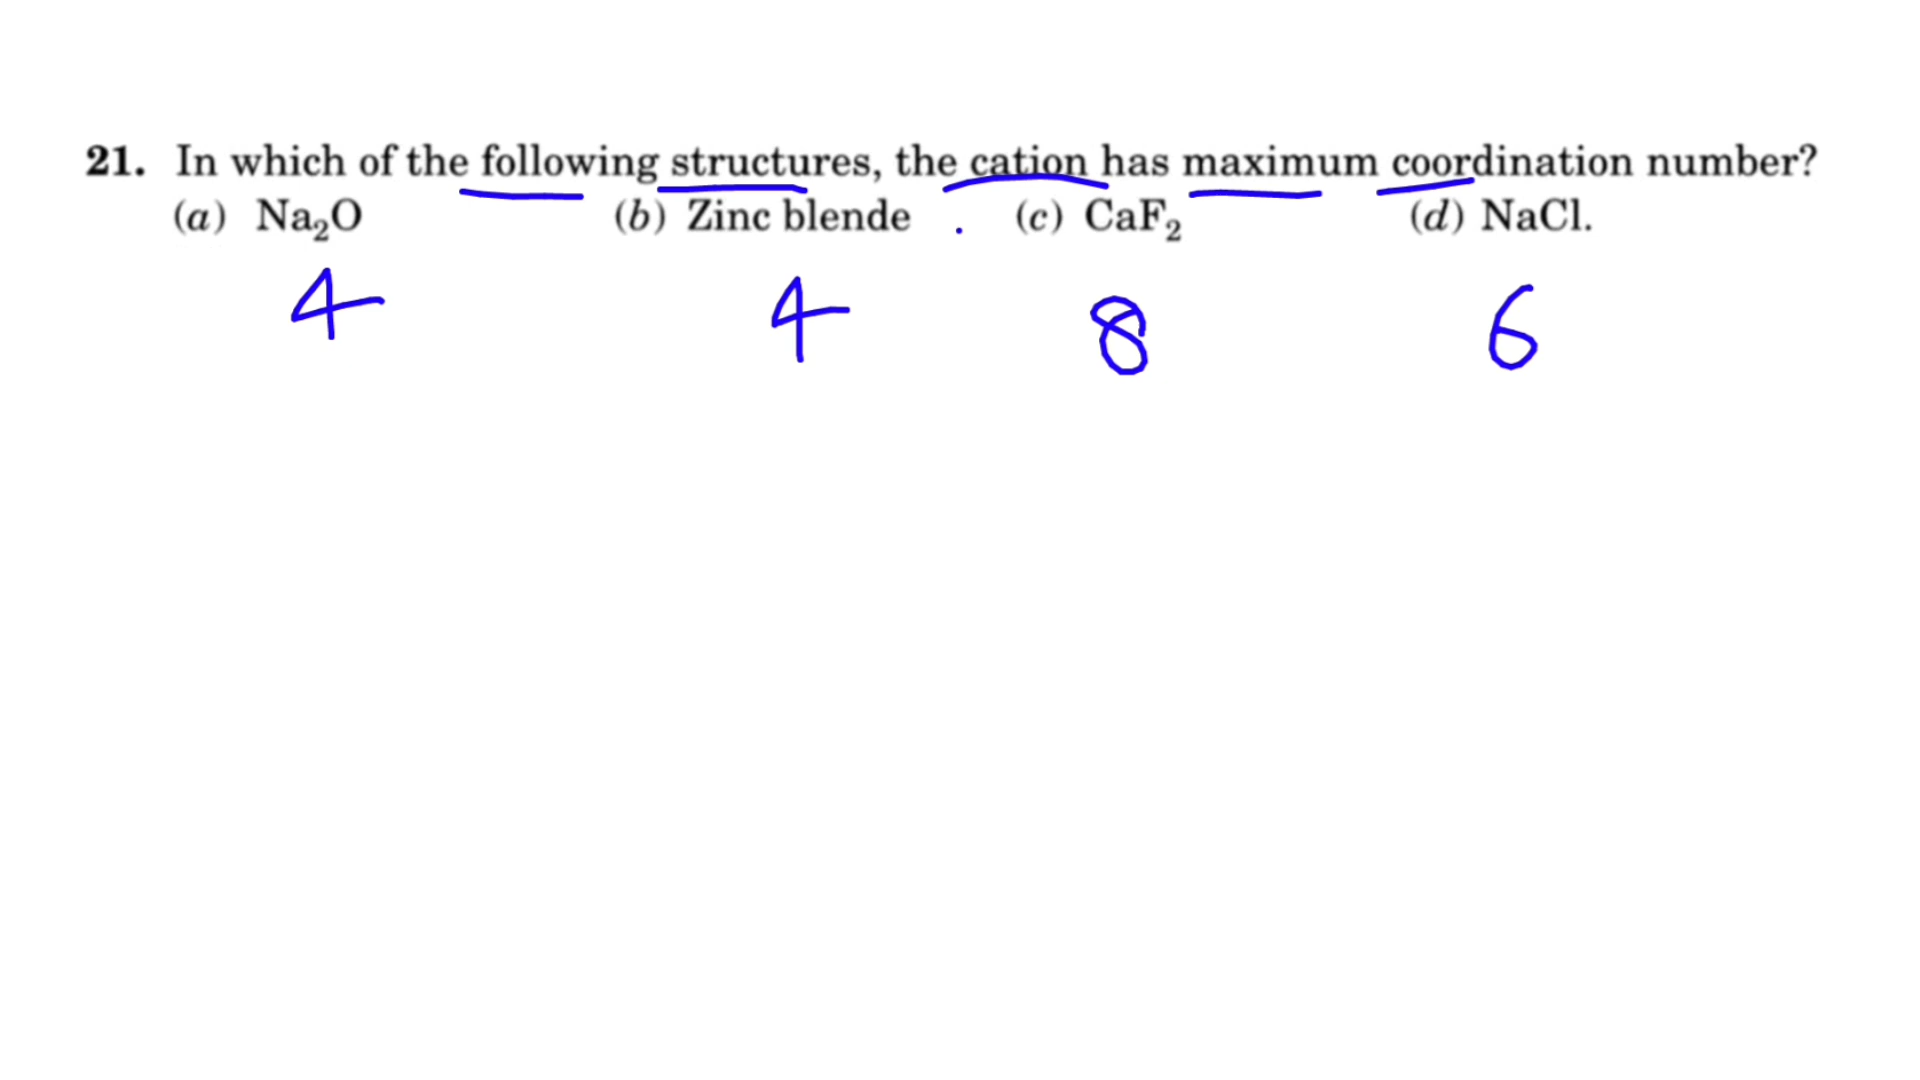 21. In which of the following structures, the cation has maximum coordination number?
(a) Na₂O (b) Zinc blende . (c) CaF₂ (d) NaCl.
4 4 8 6